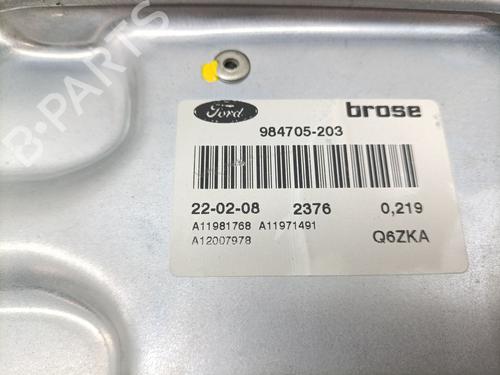 B-PARTS
Ford brose
984705-203
22-02-08 2376 0,219
A11981768 A11971491
A12007978 Q6ZKA